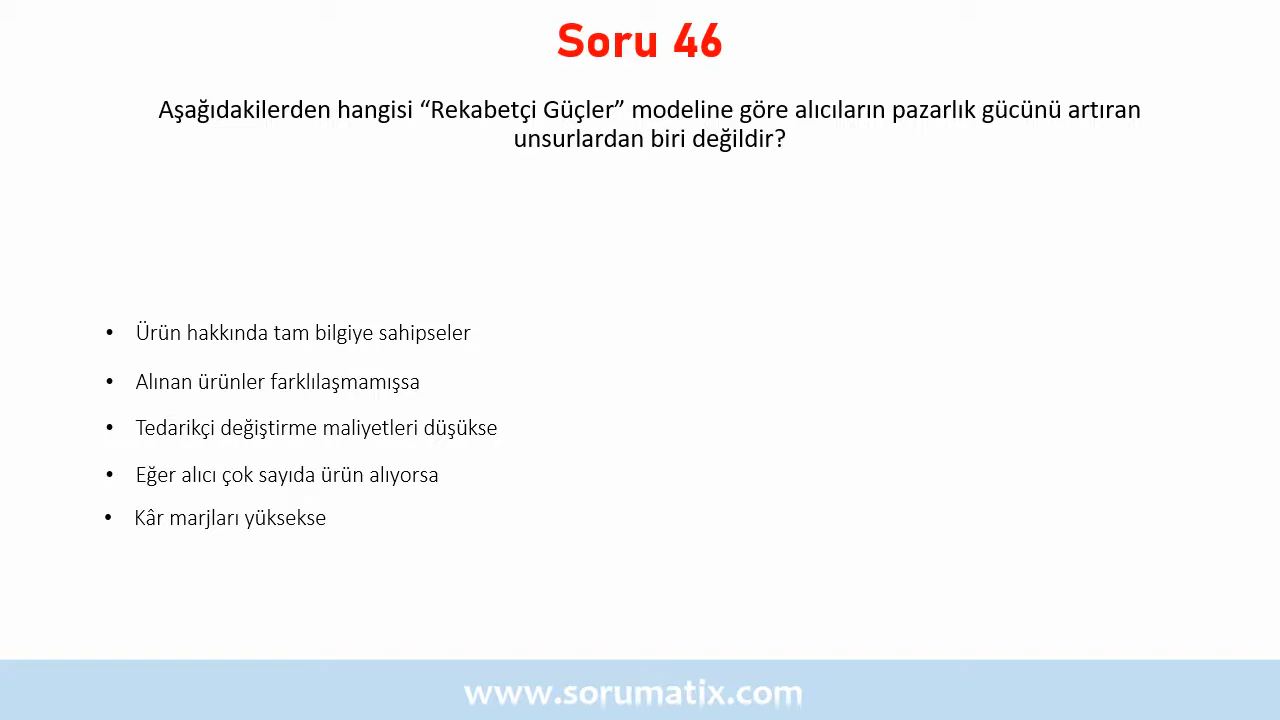 Soru 46
Aşağıdakilerden hangisi “Rekabetçi Güçler” modeline göre alıcıların pazarlık gücünü artıran
unsurlardan biri değildir?
• Ürün hakkında tam bilgiye sahipseler
• Alınan ürünler farklılaşmamışsa
• Tedarikçi değiştirme maliyetleri düşükse
• Eğer alıcı çok sayıda ürün alıyorsa
• Kâr marjları yüksekse
www.sorumatix.com